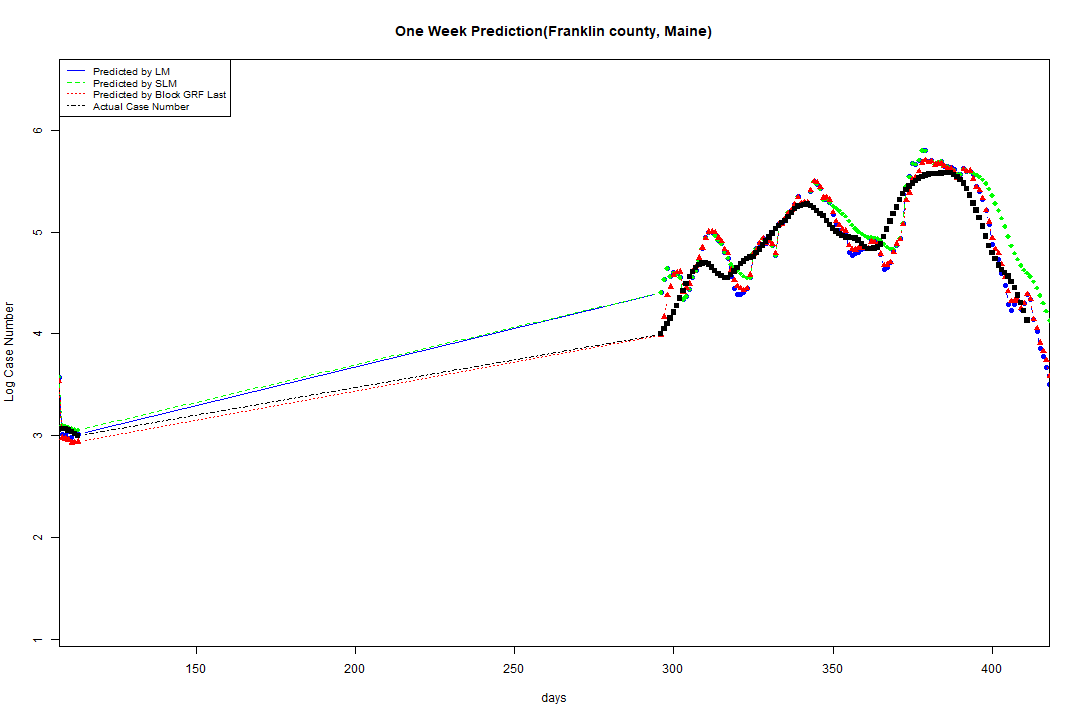 One Week Prediction(Franklin county, Maine)
Predicted by LM
Predicted by SLM
Predicted by Block GRF Last
Actual Case Number
6
5
4
3
2
1
Log Case Number
150 200 250 300 350 400
days